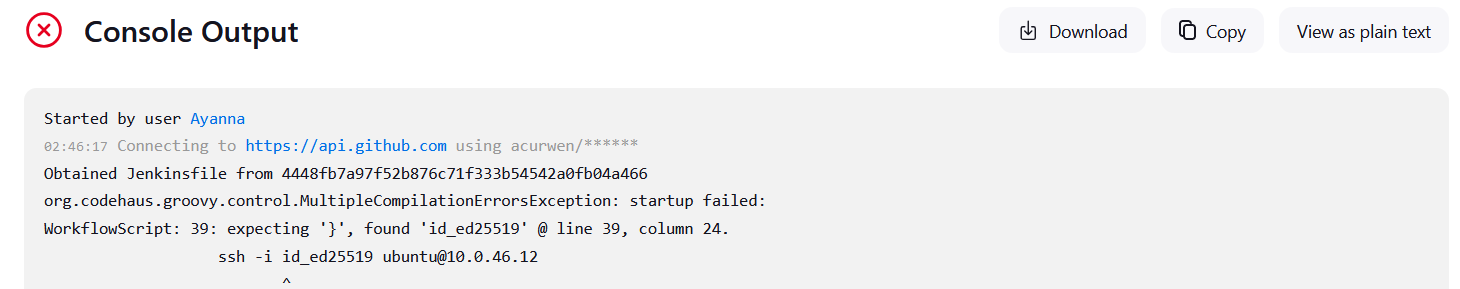 Console Output
Download
Copy
View as plain text
Started by user Ayanna
02:46:17 Connecting to https://api.github.com using acurwen/******
Obtained Jenkinsfile from 4448fb7a97f52b876c71f333b54542a0fb04a466
org.codehaus.groovy.control.MultipleCompilationErrorsException: startup failed:
WorkflowScript: 39: expecting '}', found 'id_ed25519' @ line 39, column 24.
ssh -i id_ed25519 ubuntu@10.0.46.12
^